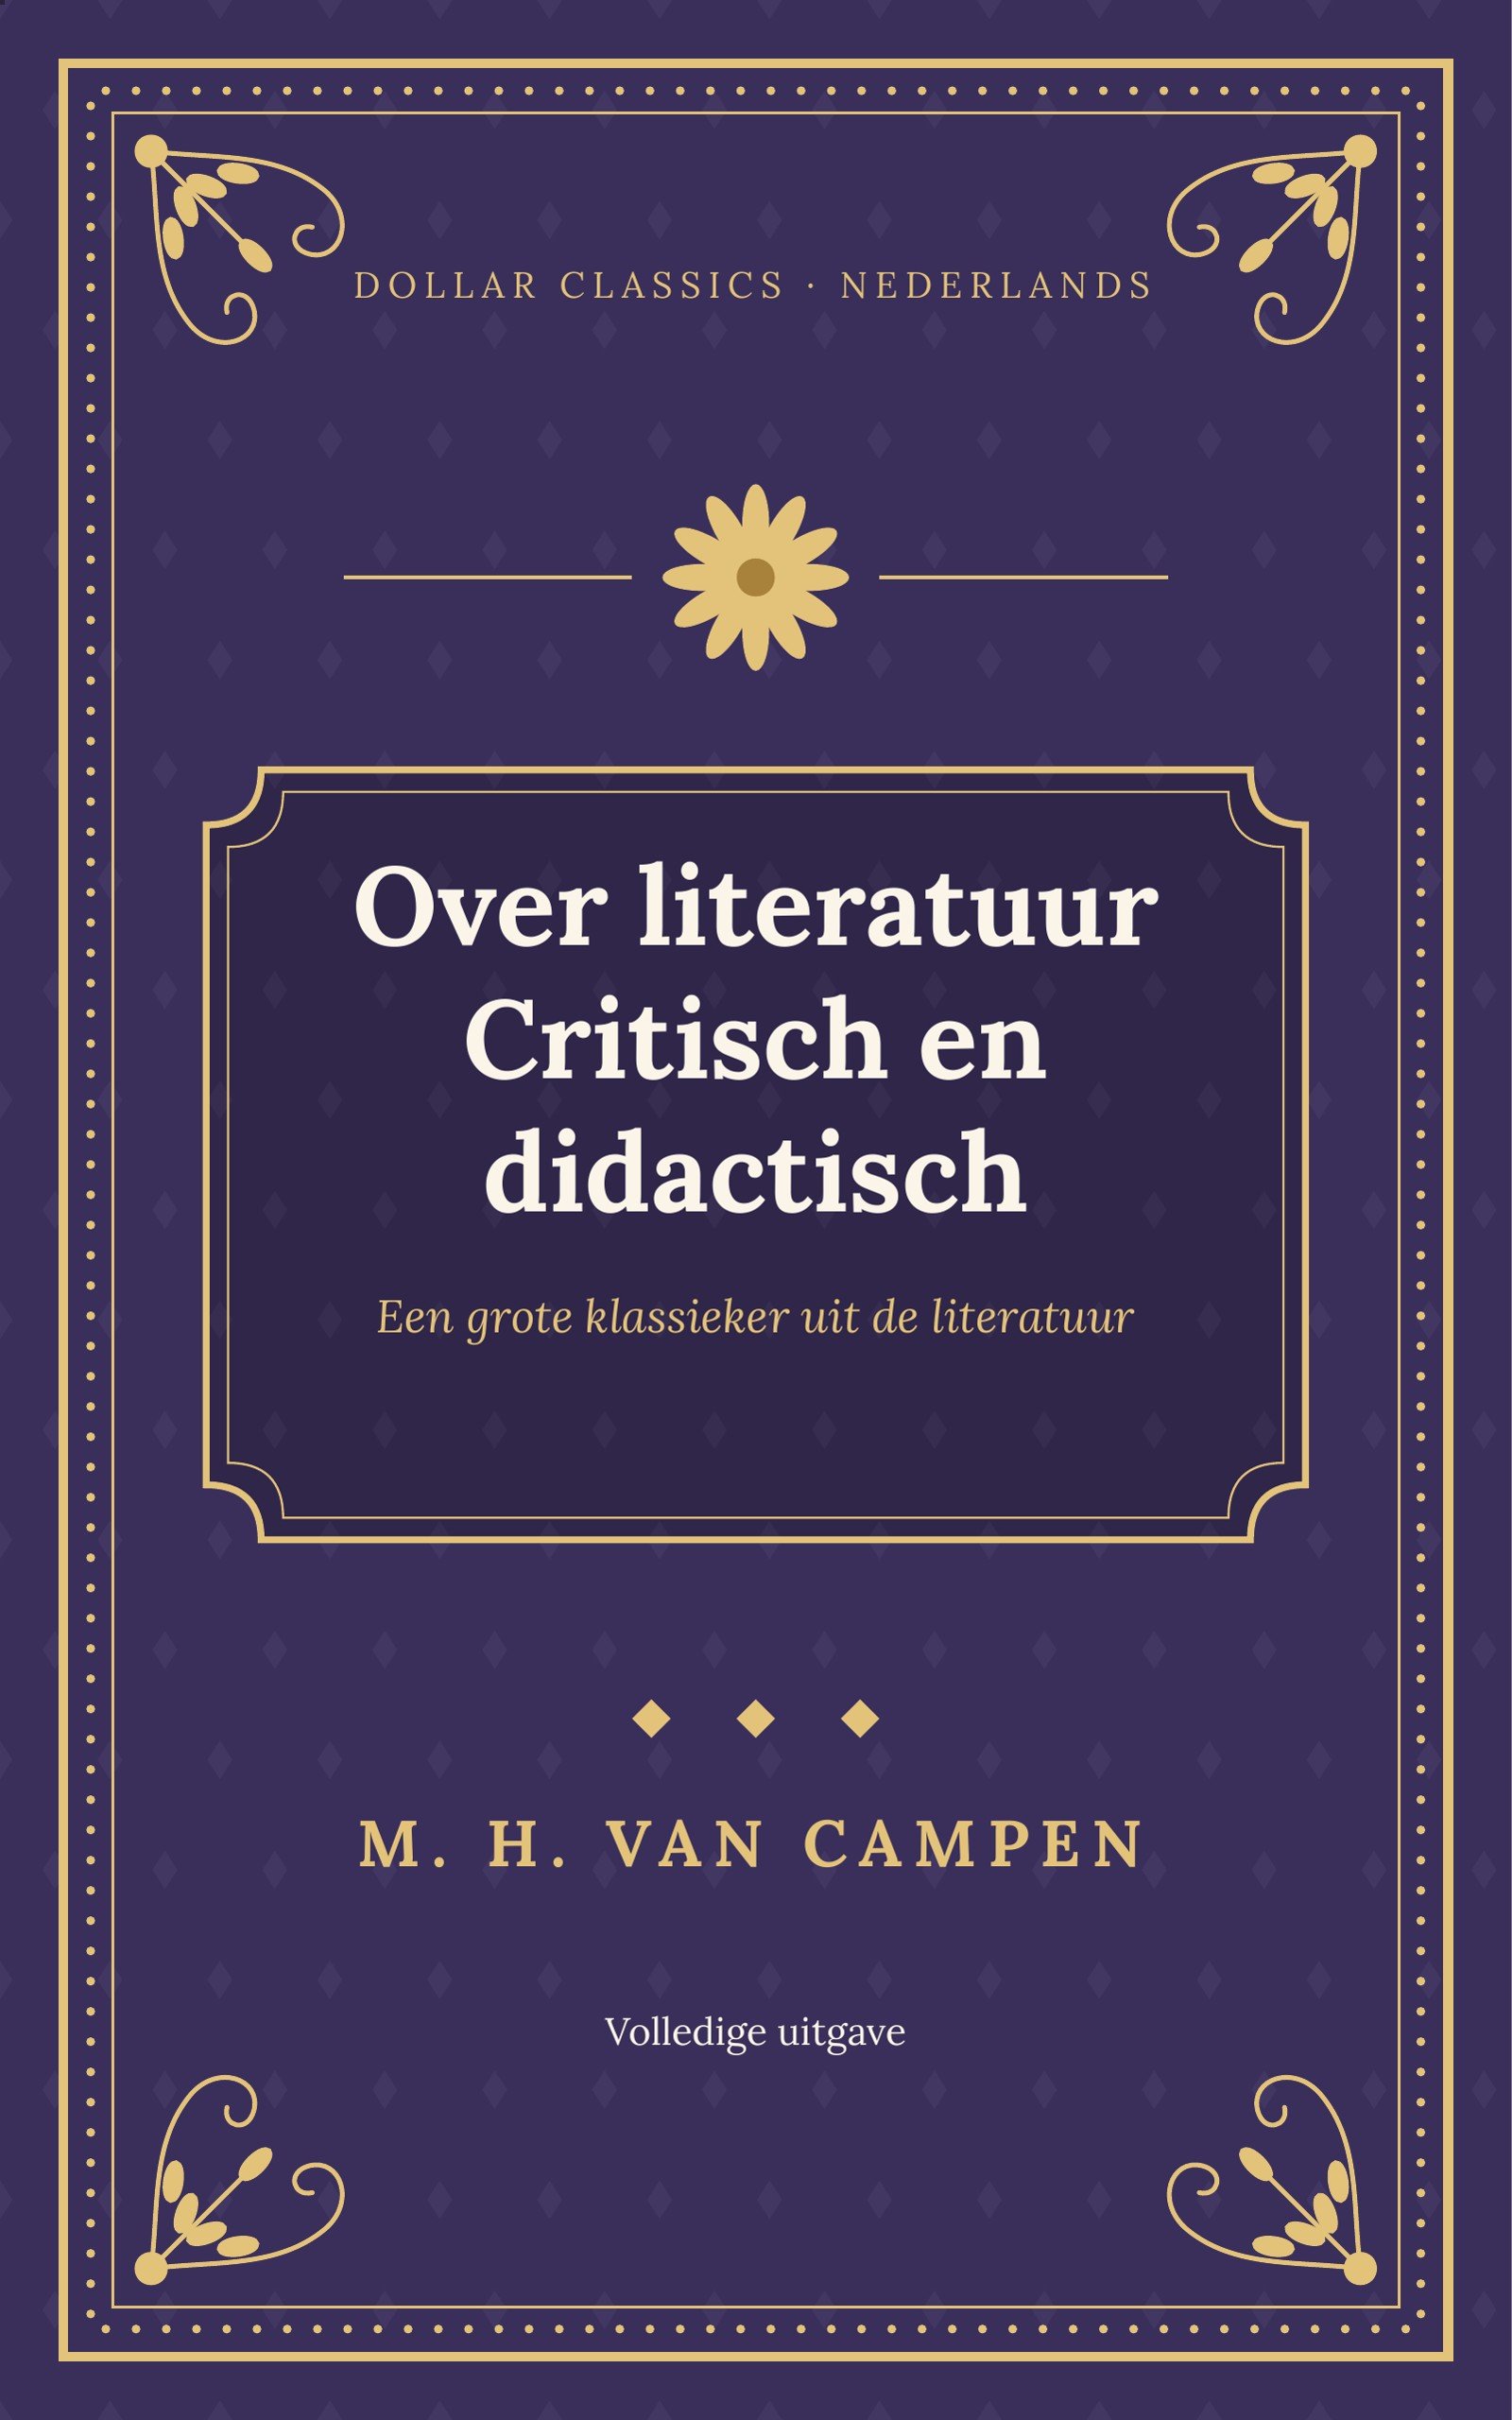 DOLLAR CLASSICS · NEDERLANDS
Over literatuur
Critisch en
didactisch
Een grote klassieker uit de literatuur
M. H. VAN CAMPEN
Volledige uitgave